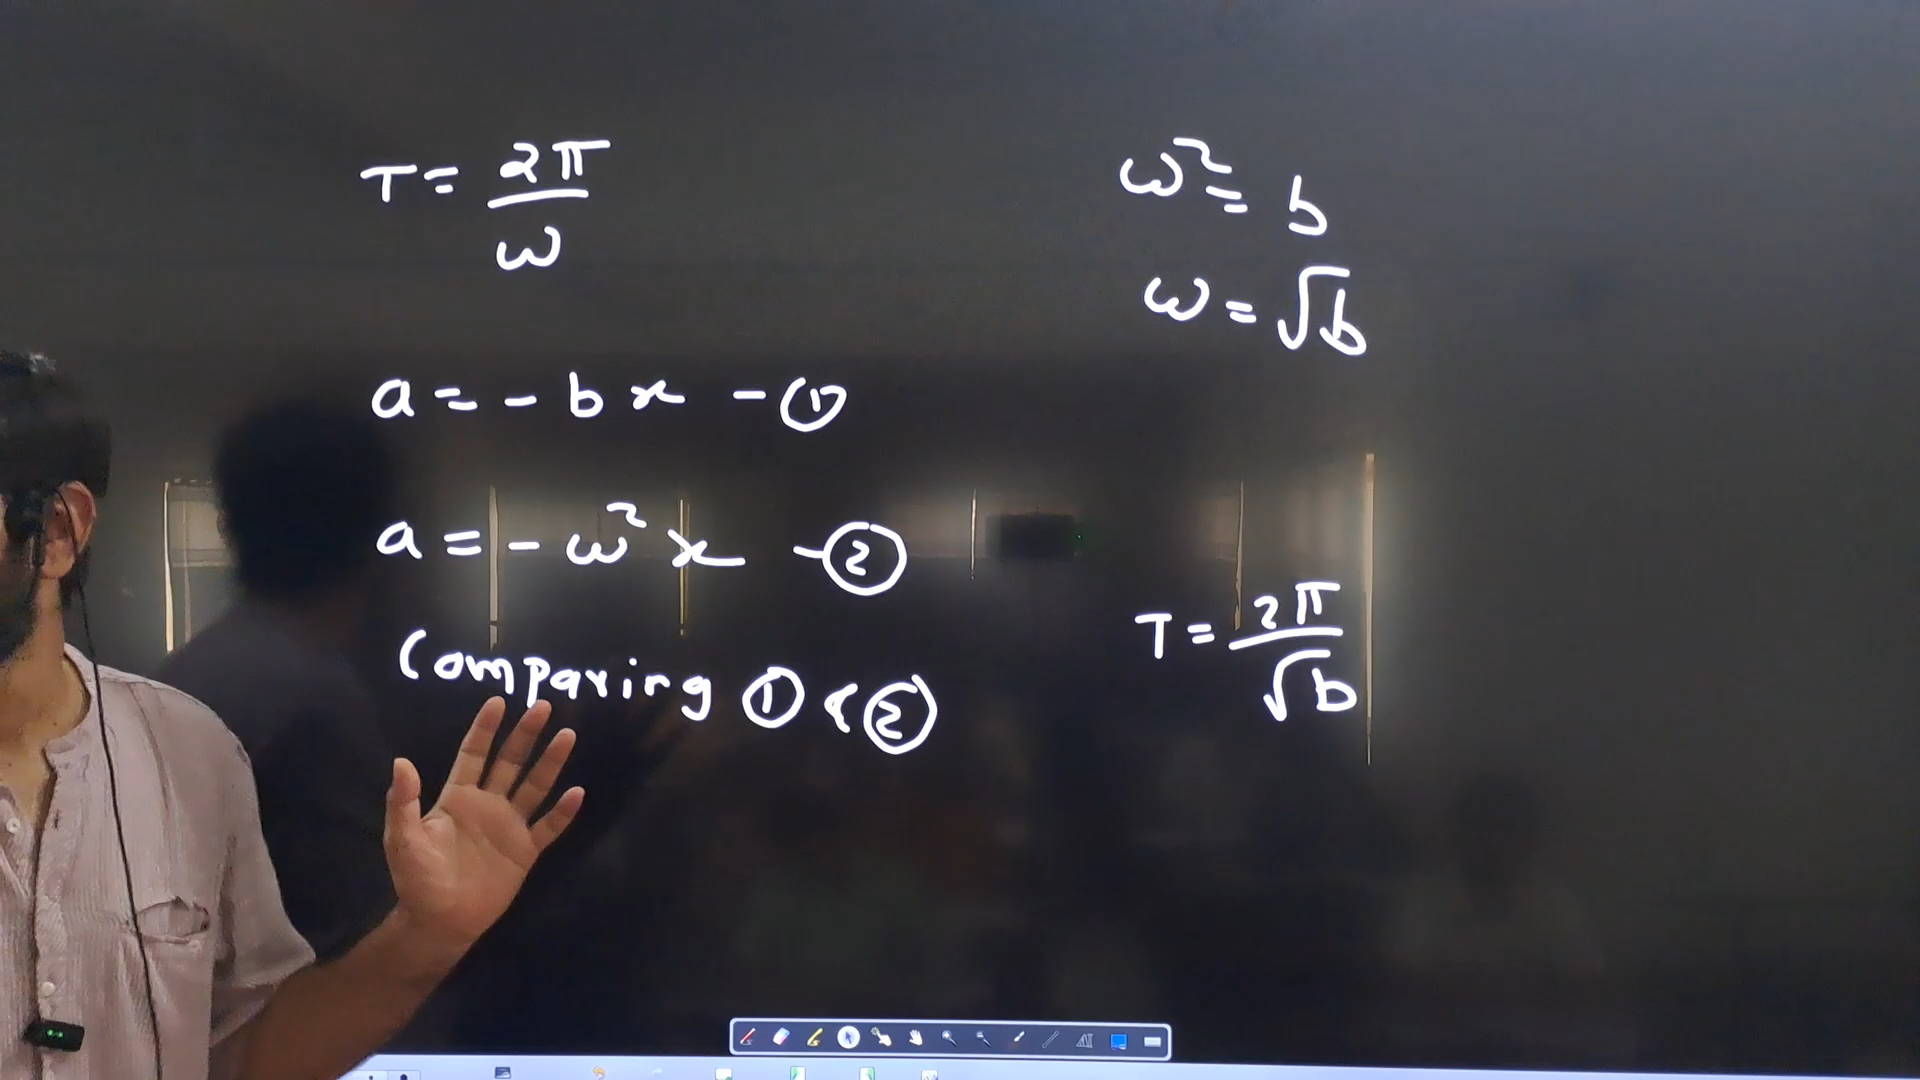 T = 2π/ω
a = - b x - ①
a = - ω² x - ②
Comparing ① & ②
ω² = b
ω = √b
T = 2π/√b